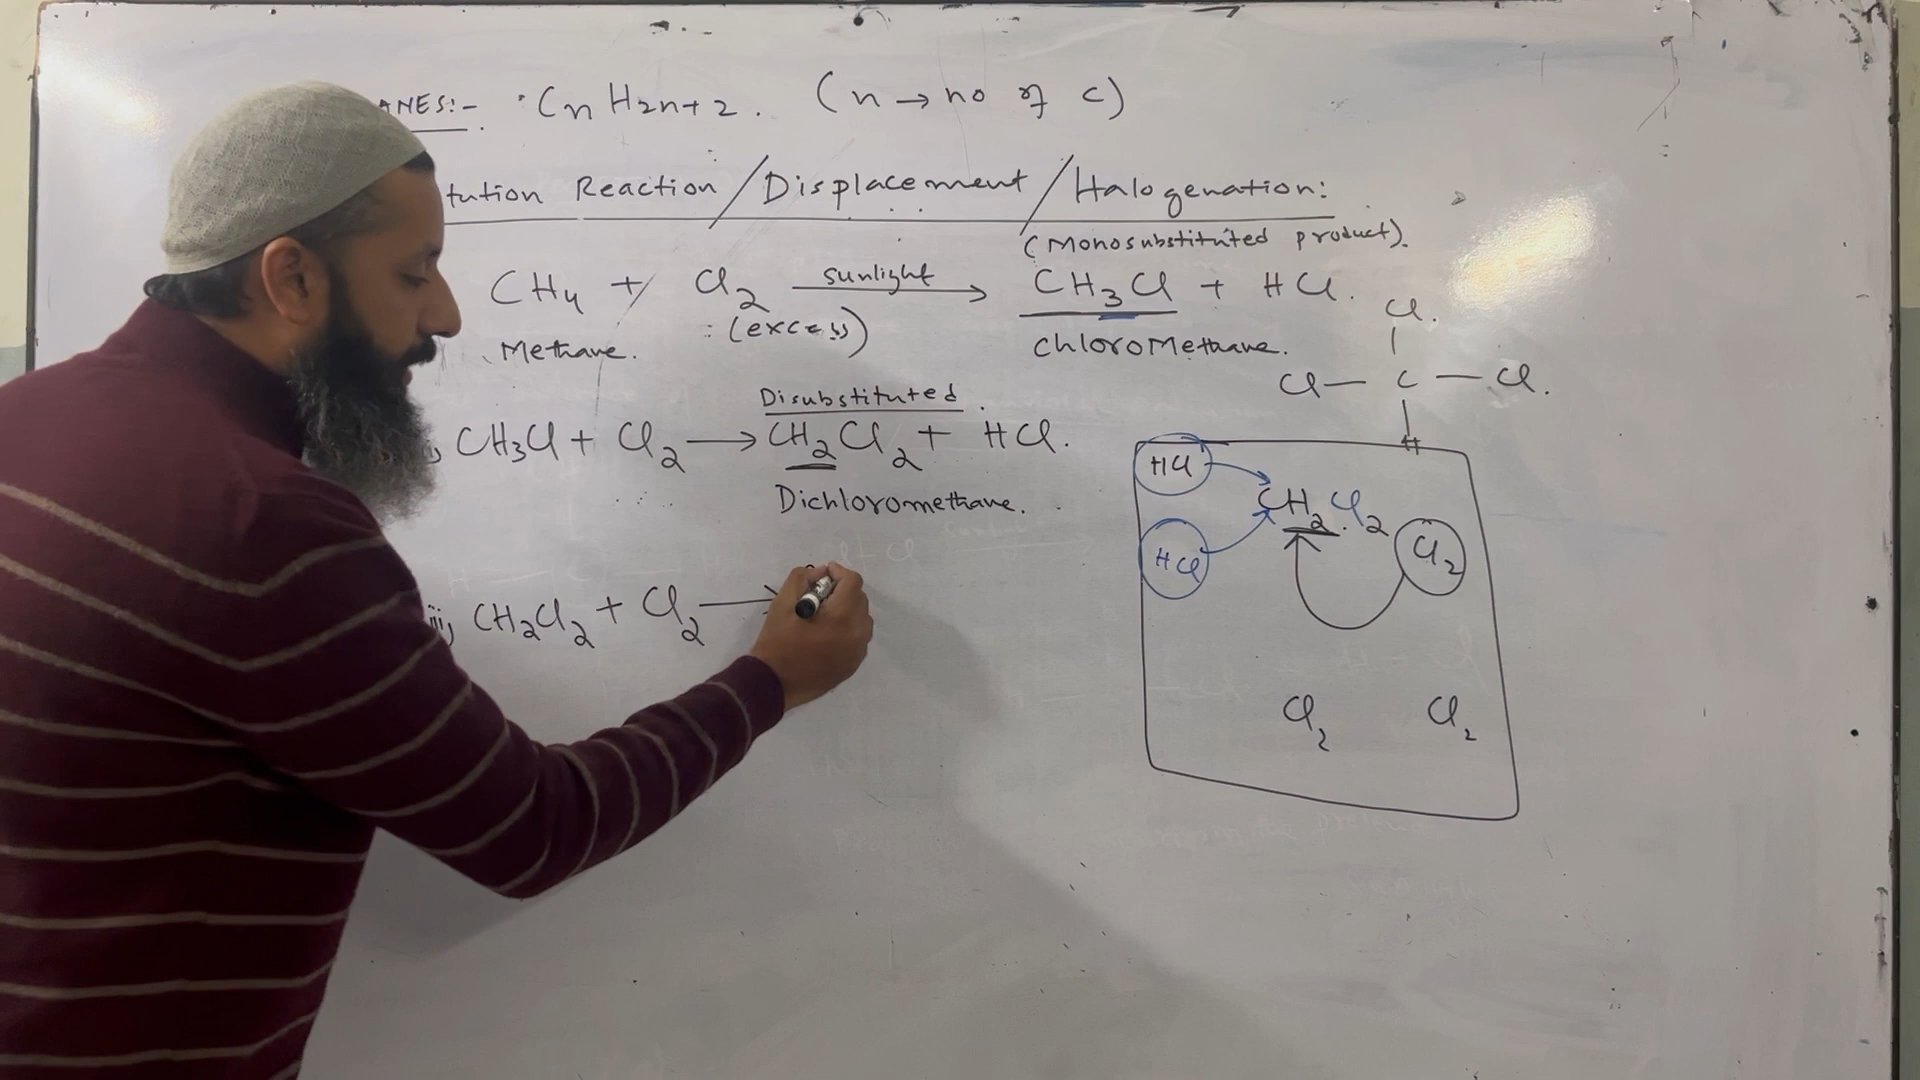 ANES:- CnH2n+2. (n → no of c)
tution Reaction / Displacement / Halogenation:
(Monosubstituted product).
CH4 + Cl2 sunlight → CH3Cl + HCl.
(excess)
Methane.
chloroMethane.
Cl.
Cl — C — Cl.
H
Disubstituted.
CH3Cl + Cl2 → CH2Cl2 + HCl.
Dichloromethane.
HCl
CH2Cl2
HCl
Cl2
iii, CH2Cl2 + Cl2 →
Cl2 Cl2